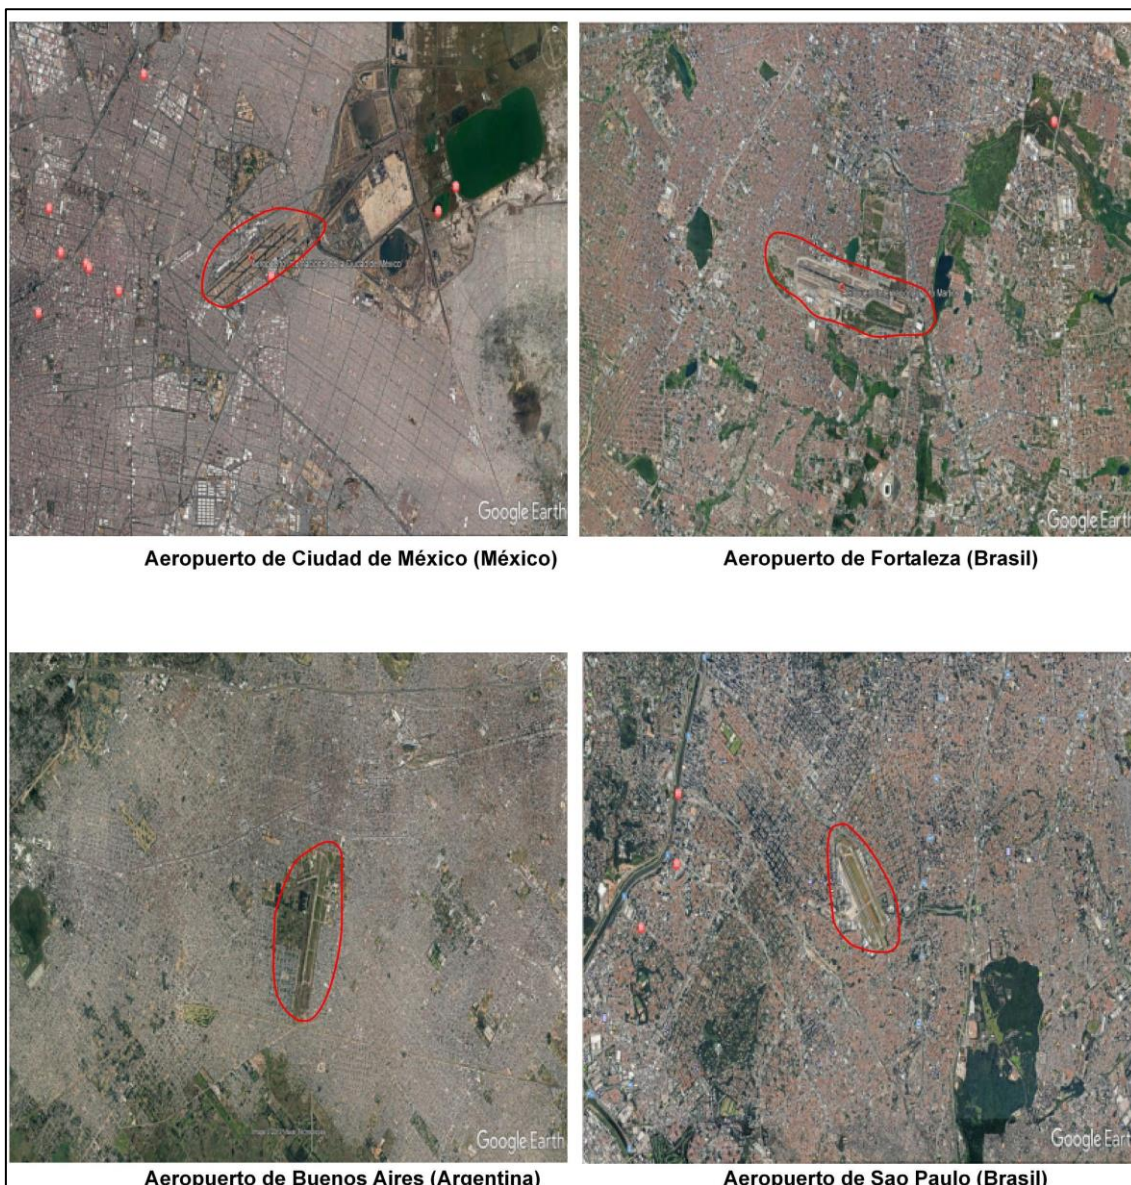 Google Earth
Google Earth
Aeropuerto de Ciudad de México (México)
Aeropuerto de Fortaleza (Brasil)
Google Earth
Google Earth
Aeropuerto de Buenos Aires (Argentina)
Aeropuerto de Sao Paulo (Brasil)